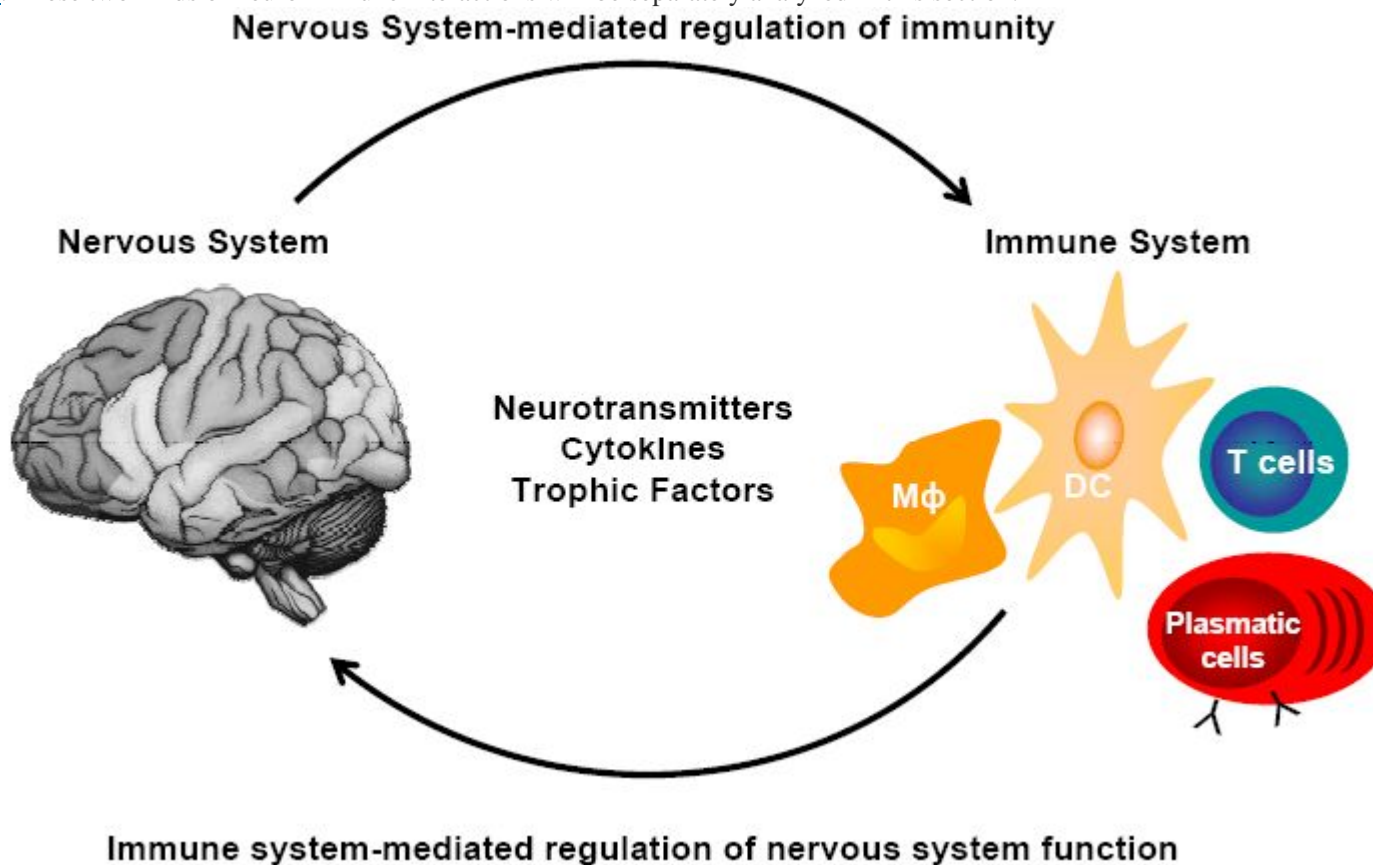 Nervous System-mediated regulation of immunity
Nervous System
Immune System
Neurotransmitters
Cytokines
Trophic Factors
Mϕ
DC
T cells
Plasmatic
cells
Immune system-mediated regulation of nervous system function